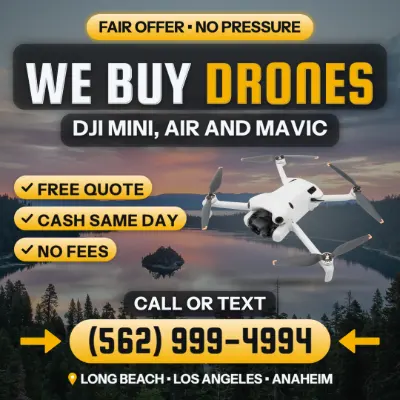 FAIR OFFER ▪ NO PRESSURE
WE BUY DRONES
DJI MINI, AIR AND MAVIC
FREE QUOTE
CASH SAME DAY
NO FEES
CALL OR TEXT
(562) 999-4994
LONG BEACH ▪ LOS ANGELES ▪ ANAHEIM